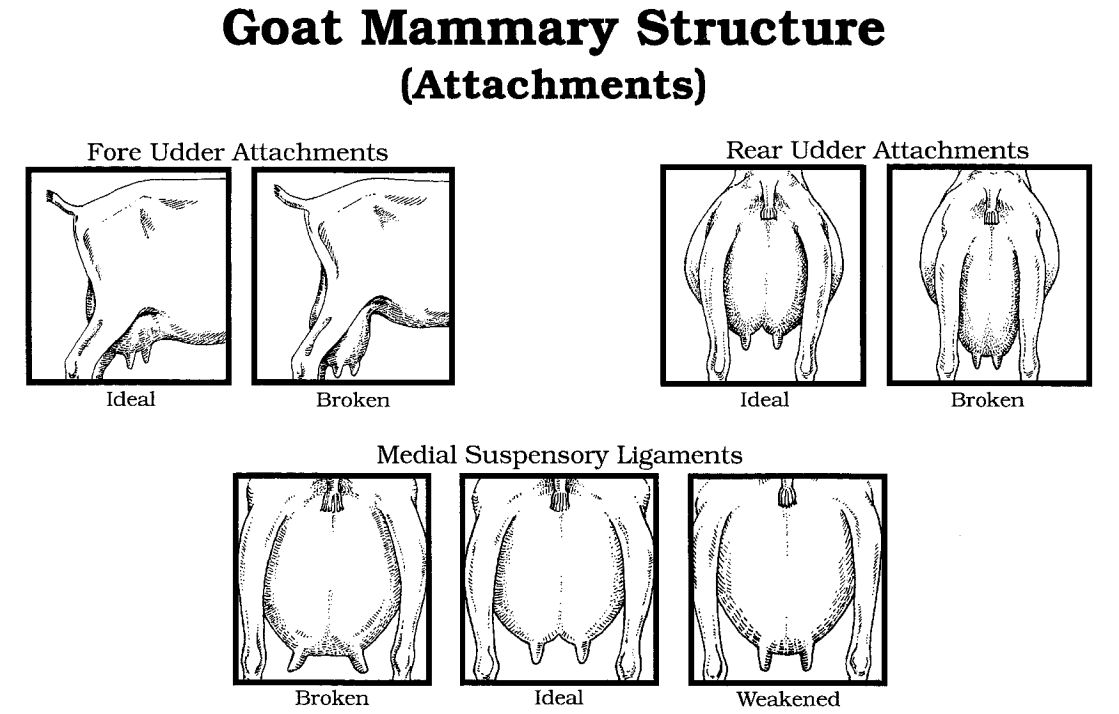 Goat Mammary Structure
(Attachments)
Fore Udder Attachments
Rear Udder Attachments
Ideal
Broken
Ideal
Broken
Medial Suspensory Ligaments
Broken
Ideal
Weakened